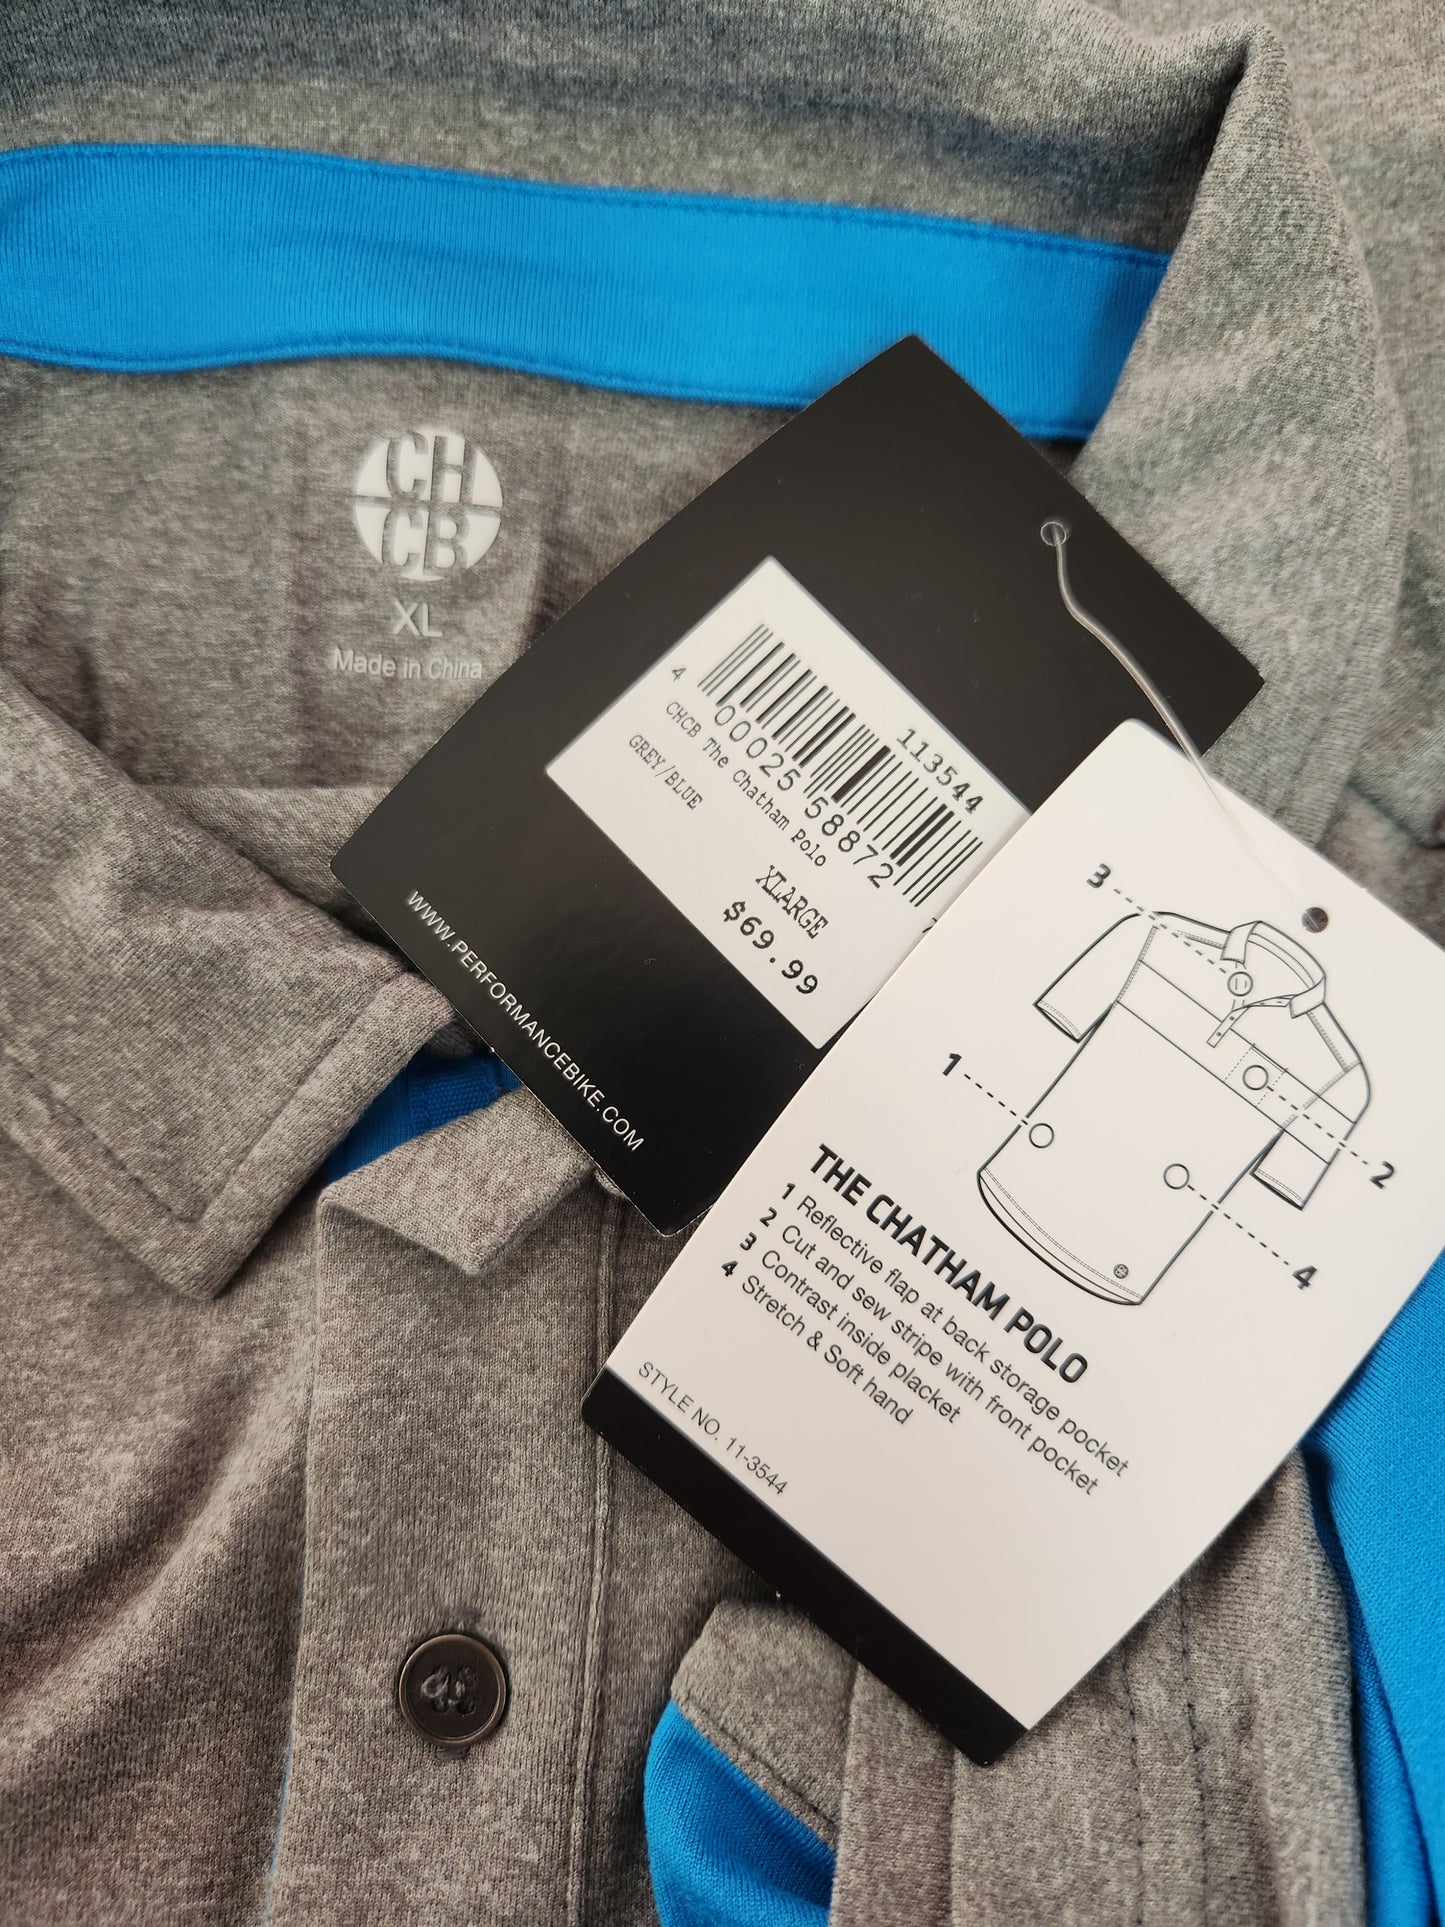 CH
CB
XL
Made in China
113544
4 00025 58872
CHCB The Chatham Polo
GREY/BLUE
XLARGE
$69.99
WWW.PERFORMANCEBIKE.COM
3
1
2
4
THE CHATHAM POLO
1 Reflective flap at back storage pocket
2 Cut and sew stripe with front pocket
3 Contrast inside placket
4 Stretch & Soft hand
STYLE NO. 11-3544